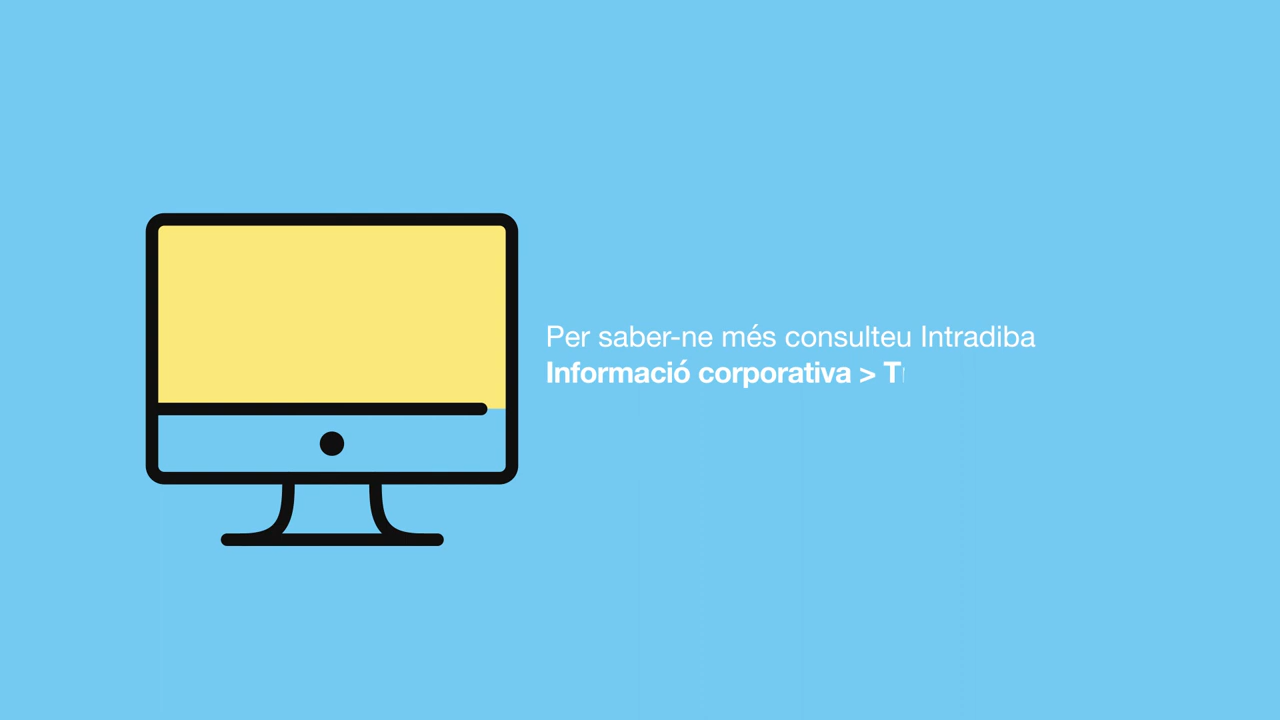 Per saber-ne més consulteu Intradiba
Informació corporativa > T